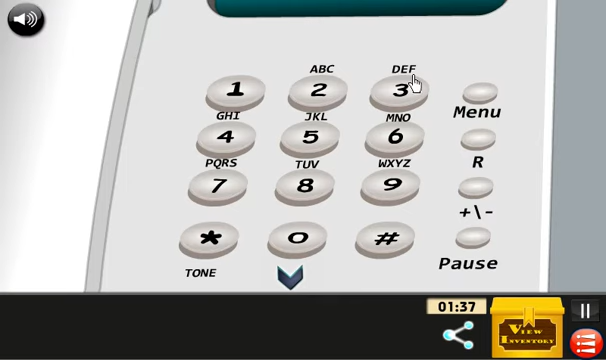 ABC DEF
1 2 3 Menu
GHI JKL MNO
4 5 6 R
PQRS TUV WXYZ
7 8 9 +\-
* 0 # Pause
TONE
01:37
VIEW
INVENTORY